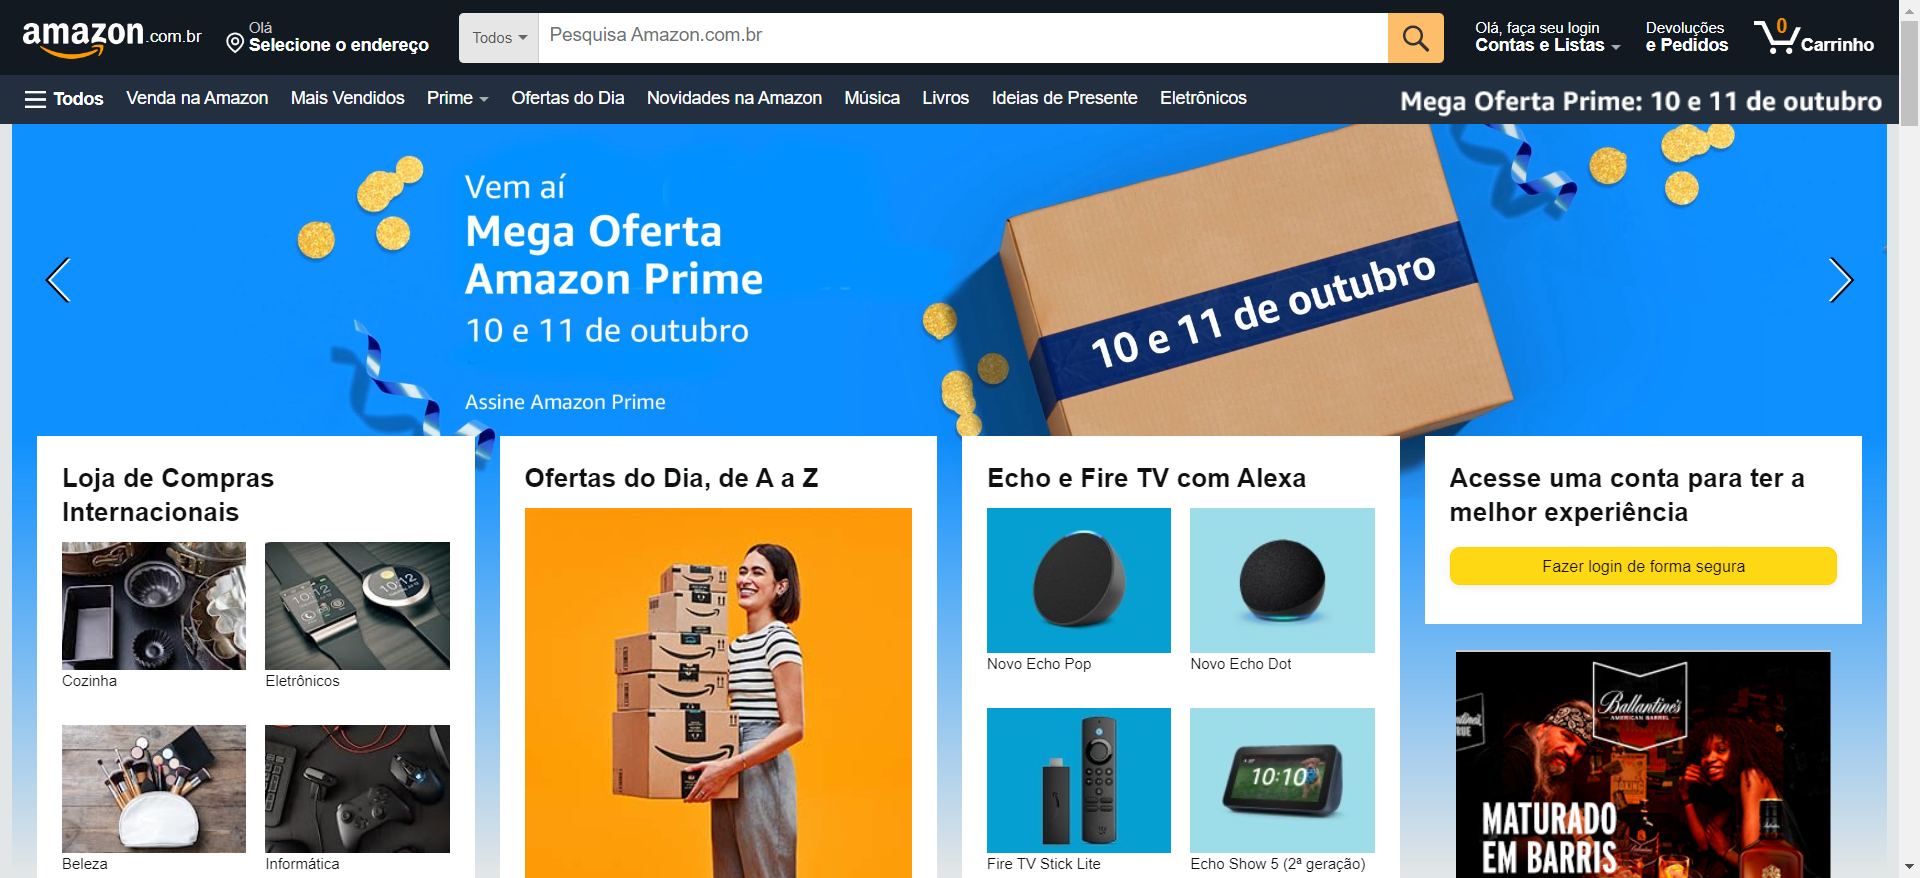 amazon.com.br
Olá
Selecione o endereço
Todos
Pesquisa Amazon.com.br
Olá, faça seu login
Contas e Listas
Devoluções
e Pedidos
0
Carrinho
Todos
Venda na Amazon
Mais Vendidos
Prime
Ofertas do Dia
Novidades na Amazon
Música
Livros
Ideias de Presente
Eletrônicos
Mega Oferta Prime: 10 e 11 de outubro
Vem aí
Mega Oferta
Amazon Prime
10 e 11 de outubro
Assine Amazon Prime
10 e 11 de outubro
Loja de Compras
Internacionais
Cozinha
Eletrônicos
Beleza
Informática
Ofertas do Dia, de A a Z
Echo e Fire TV com Alexa
Novo Echo Pop
Novo Echo Dot
Fire TV Stick Lite
10:10
Echo Show 5 (2ª geração)
Acesse uma conta para ter a
melhor experiência
Fazer login de forma segura
Ballantine's
AMERICAN BARREL
MATURADO
EM BARRIS